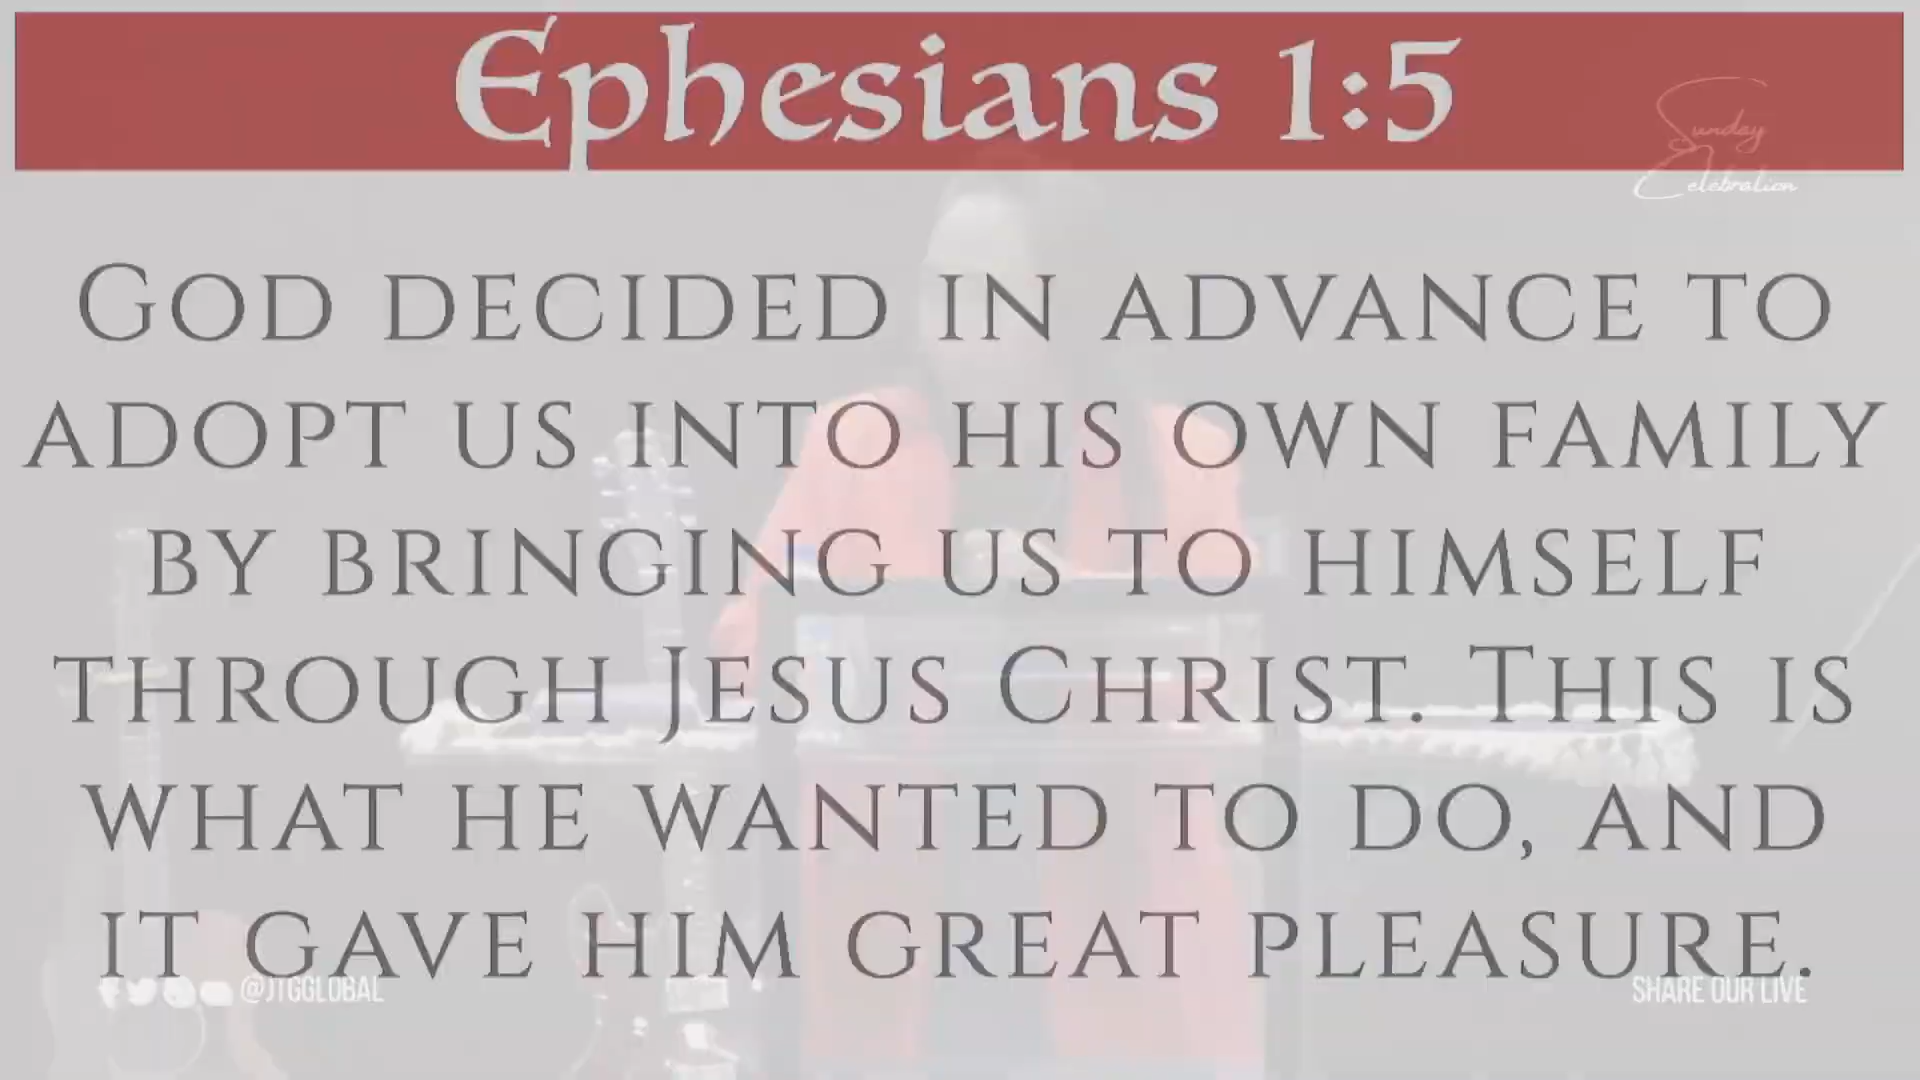 Ephesians 1:5
Sunday
Celebration
God decided in advance to
adopt us into his own family
by bringing us to himself
through Jesus Christ. This is
what he wanted to do, and
it gave him great pleasure.
@JTGGLOBAL
SHARE OUR LIVE